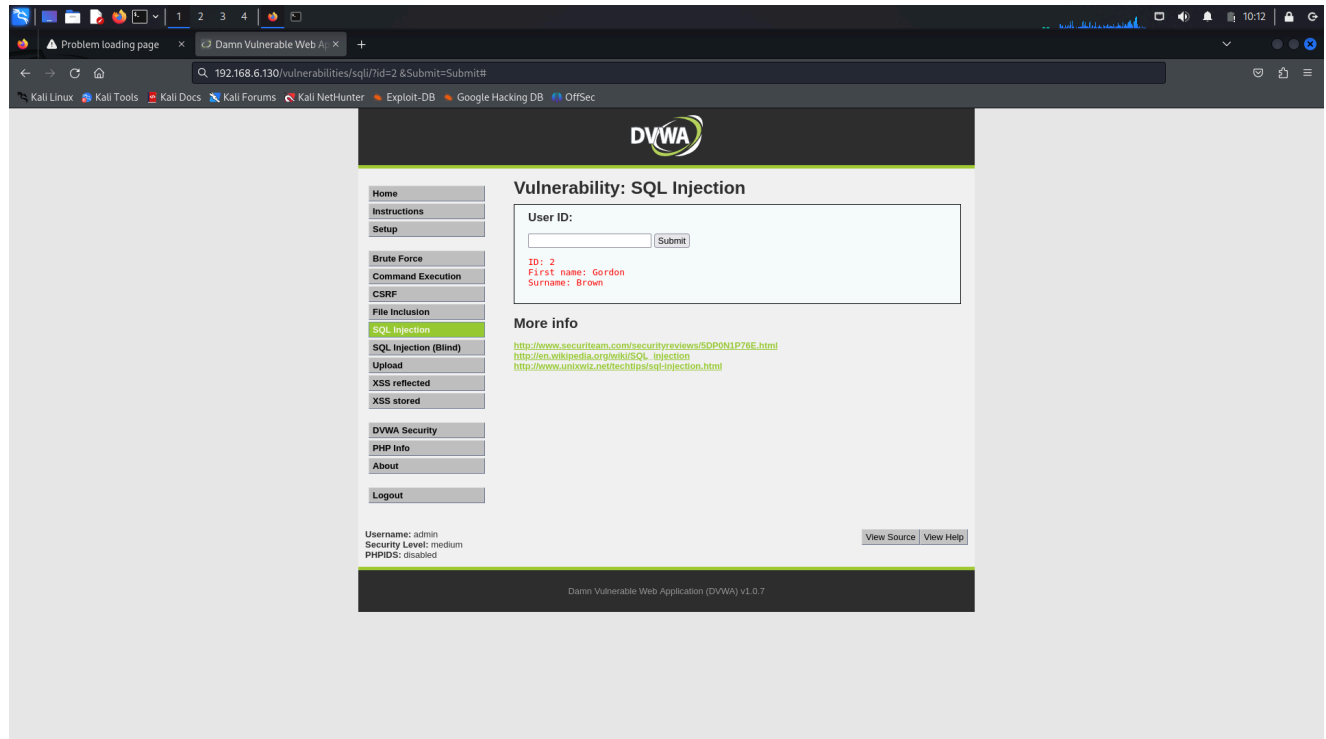 1 2 3 4 10:12
Problem loading page × Damn Vulnerable Web Ap × +
192.168.6.130/vulnerabilities/sqli/?id=2 &Submit=Submit#
Kali Linux Kali Tools Kali Docs Kali Forums Kali NetHunter Exploit-DB Google Hacking DB OffSec
DVWA
Home
Instructions
Setup
Brute Force
Command Execution
CSRF
File Inclusion
SQL Injection
SQL Injection (Blind)
Upload
XSS reflected
XSS stored
DVWA Security
PHP Info
About
Logout
Vulnerability: SQL Injection
User ID:
Submit
ID: 2
First name: Gordon
Surname: Brown
More info
http://www.securiteam.com/securityreviews/5DP0N1P76E.html
http://en.wikipedia.org/wiki/SQL_injection
http://www.unixwiz.net/techtips/sql-injection.html
Username: admin
Security Level: medium
PHPIDS: disabled
View Source View Help
Damn Vulnerable Web Application (DVWA) v1.0.7